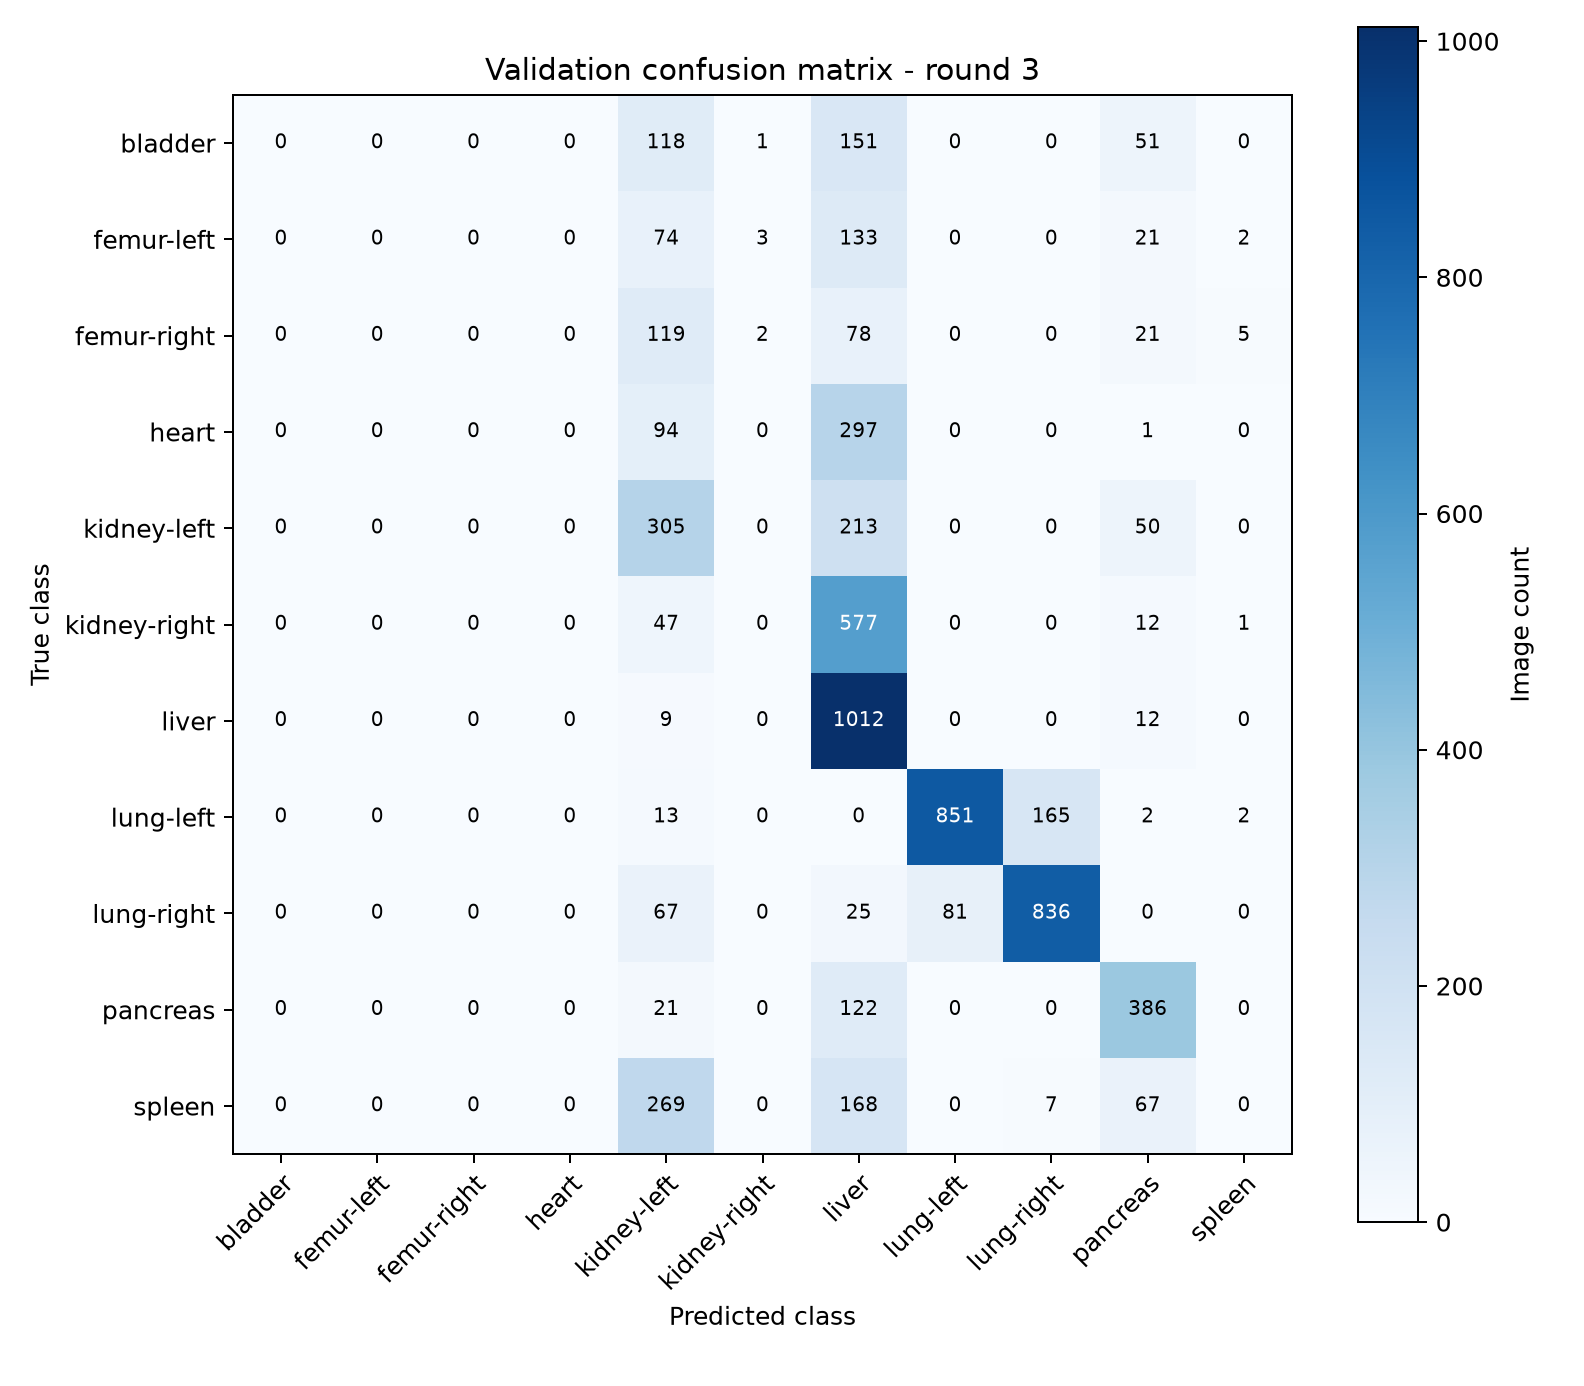 Validation confusion matrix - round 3
True class
bladder 0 0 0 0 118 1 151 0 0 51 0
femur-left 0 0 0 0 74 3 133 0 0 21 2
femur-right 0 0 0 0 119 2 78 0 0 21 5
heart 0 0 0 0 94 0 297 0 0 1 0
kidney-left 0 0 0 0 305 0 213 0 0 50 0
kidney-right 0 0 0 0 47 0 577 0 0 12 1
liver 0 0 0 0 9 0 1012 0 0 12 0
lung-left 0 0 0 0 13 0 0 851 165 2 2
lung-right 0 0 0 0 67 0 25 81 836 0 0
pancreas 0 0 0 0 21 0 122 0 0 386 0
spleen 0 0 0 0 269 0 168 0 7 67 0
bladder femur-left femur-right heart kidney-left kidney-right liver lung-left lung-right pancreas spleen
Predicted class
1000
800
600
400
200
0
Image count